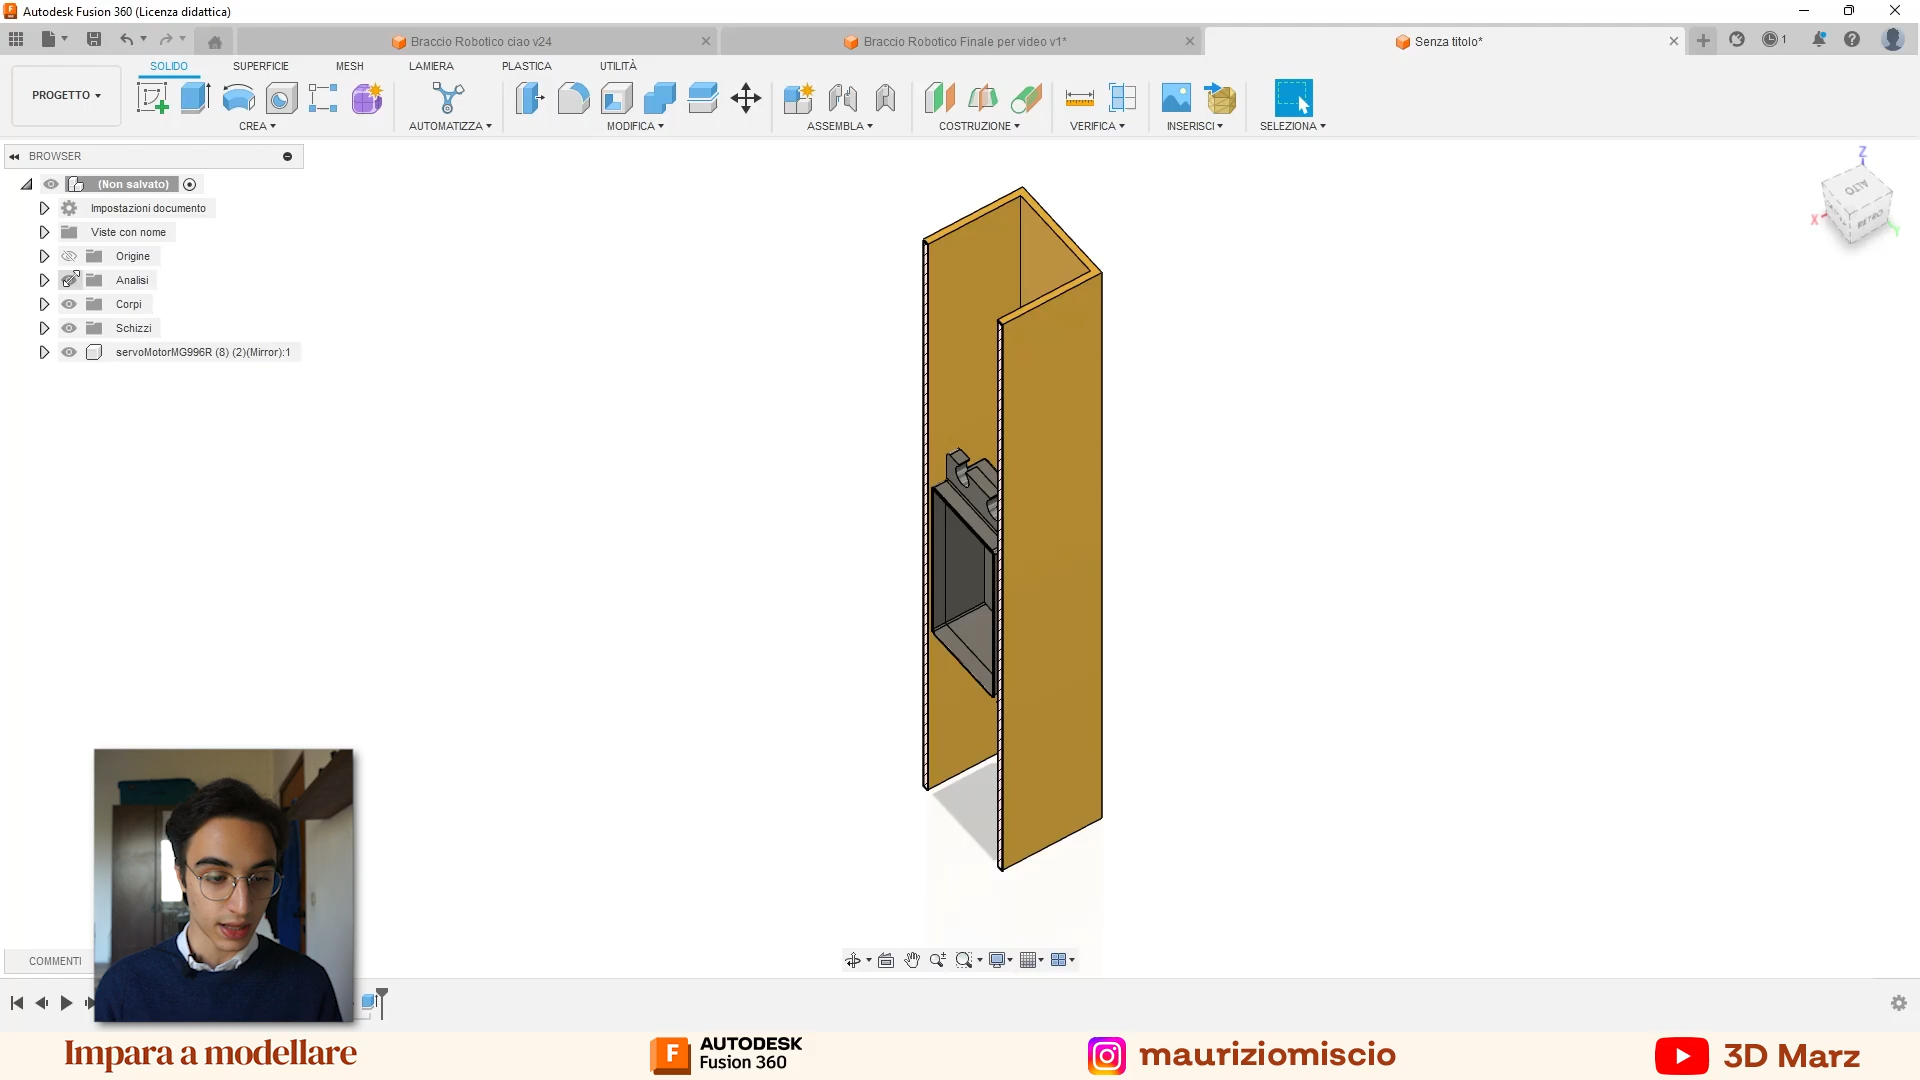 Autodesk Fusion 360 (Licenza didattica)
Braccio Robotico ciao v24
Braccio Robotico Finale per video v1*
Senza titolo*
1
SOLIDO
SUPERFICIE
MESH
LAMIERA
PLASTICA
UTILITÀ
PROGETTO
CREA
AUTOMATIZZA
MODIFICA
ASSEMBLA
COSTRUZIONE
VERIFICA
INSERISCI
SELEZIONA
BROWSER
(Non salvato)
Impostazioni documento
Viste con nome
Origine
Analisi
Corpi
Schizzi
servoMotorMG996R (8) (2)(Mirror):1
Z
ALTO
X
RETRO
Y
COMMENTI
Impara a modellare
F
AUTODESK
Fusion 360
mauriziomiscio
3D Marz